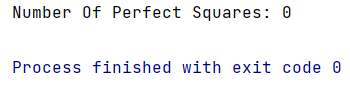 Number Of Perfect Squares: 0
Process finished with exit code 0